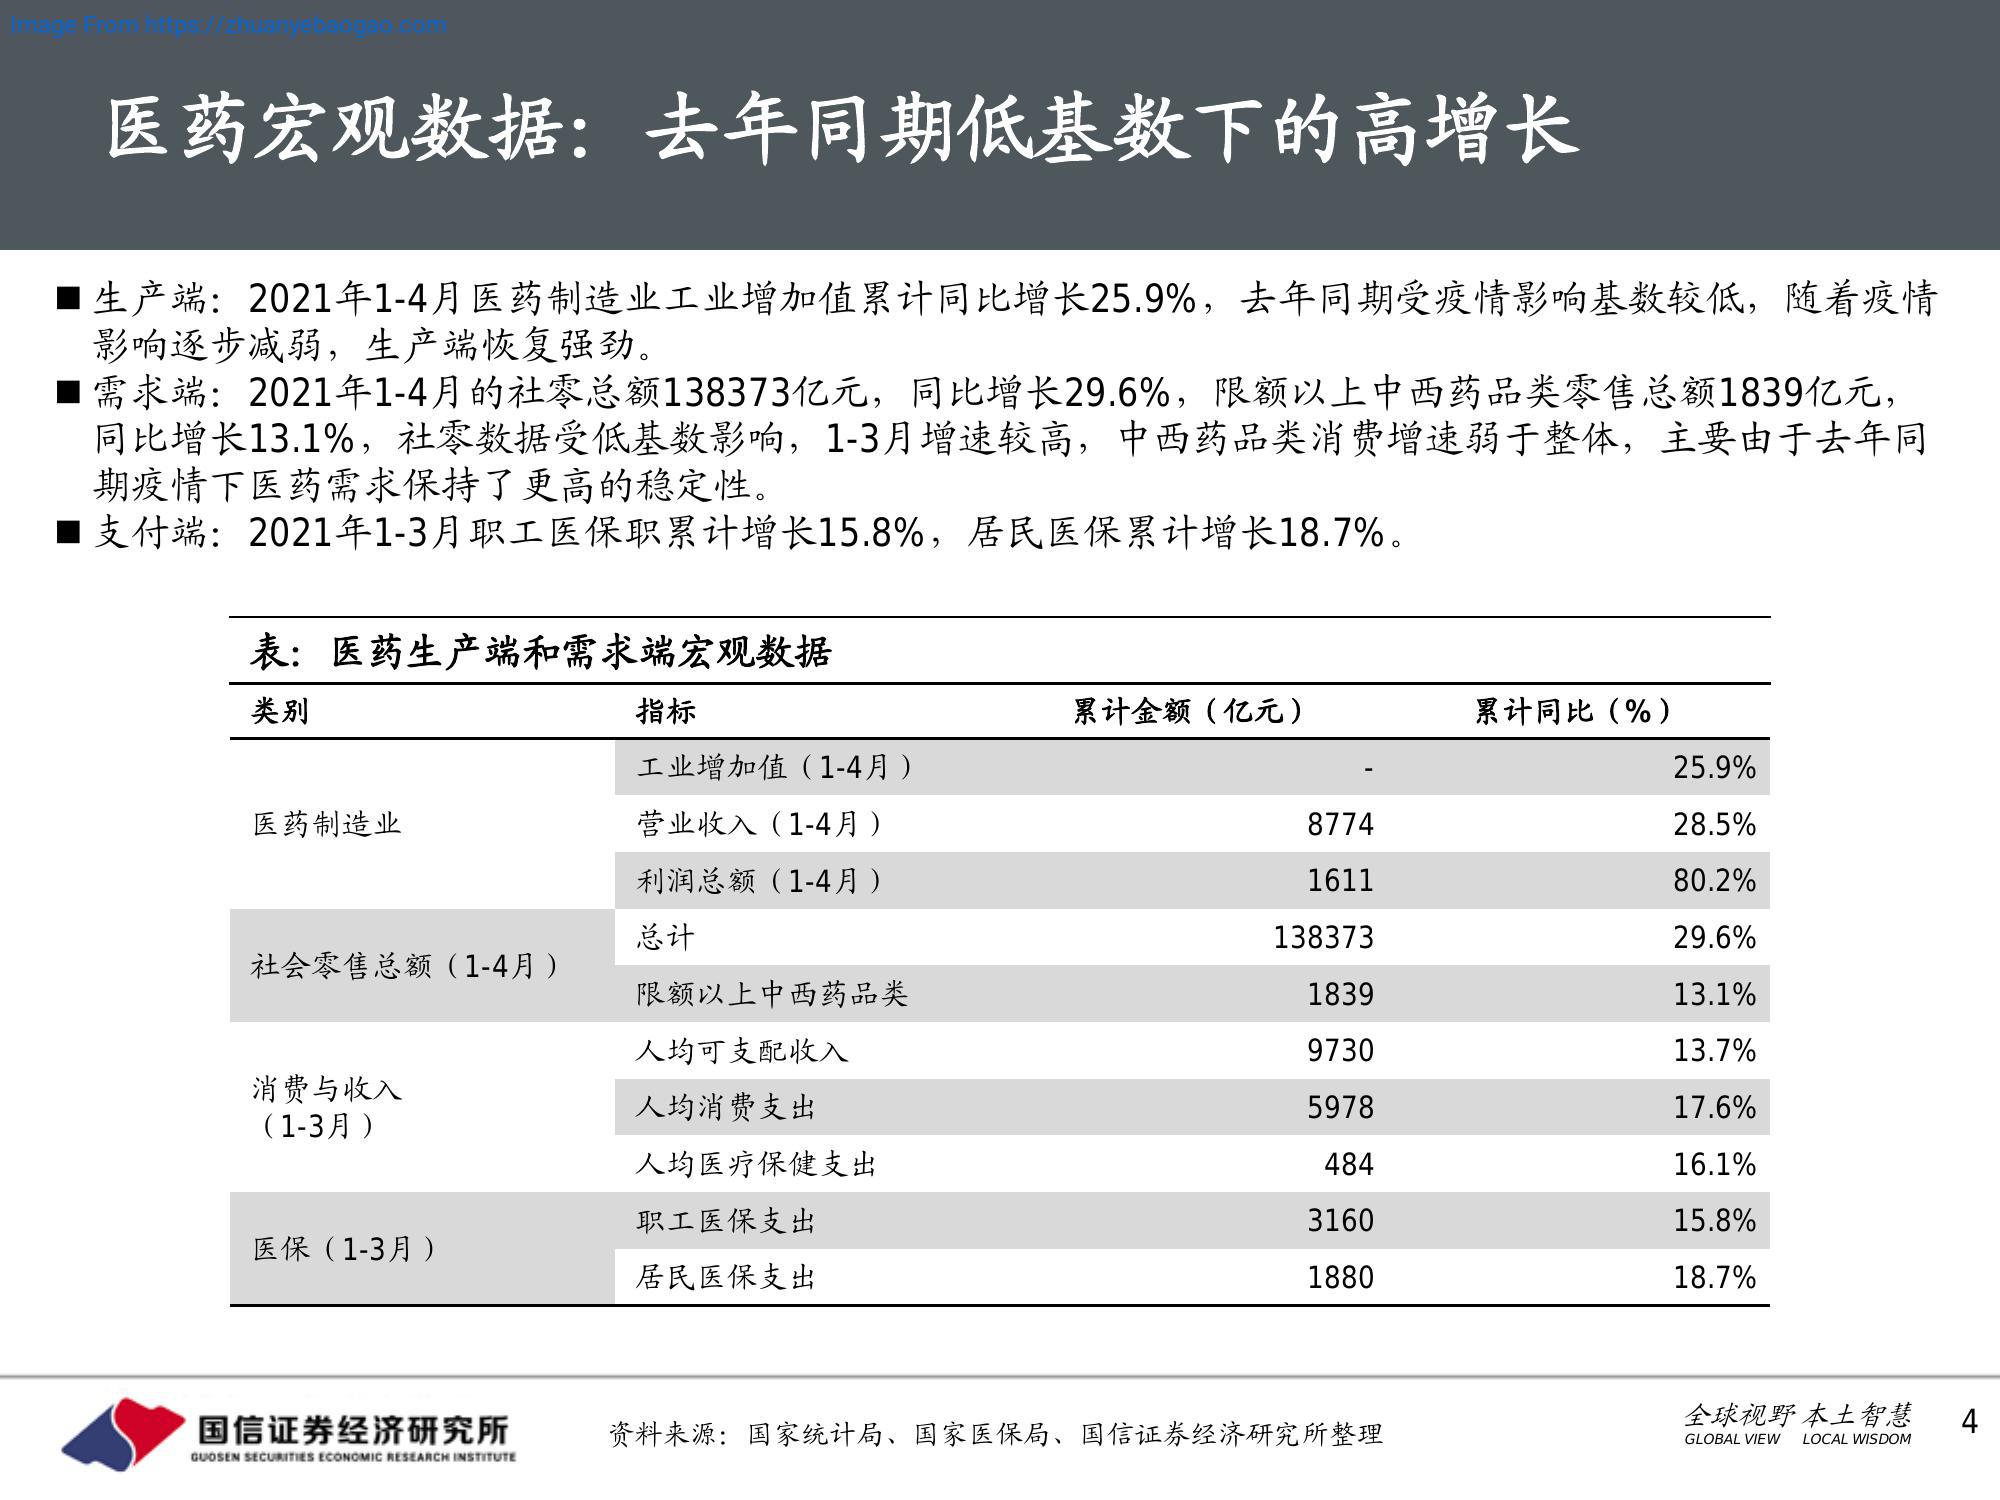 Image From https://zhuanyebaogao.com
医药宏观数据：去年同期低基数下的高增长
■ 生产端：2021年1-4月医药制造业工业增加值累计同比增长25.9%，去年同期受疫情影响基数较低，随着疫情
影响逐步减弱，生产端恢复强劲。
■ 需求端：2021年1-4月的社零总额138373亿元，同比增长29.6%，限额以上中西药品类零售总额1839亿元，
同比增长13.1%，社零数据受低基数影响，1-3月增速较高，中西药品类消费增速弱于整体，主要由于去年同
期疫情下医药需求保持了更高的稳定性。
■ 支付端：2021年1-3月职工医保职累计增长15.8%，居民医保累计增长18.7%。
表：医药生产端和需求端宏观数据
类别 指标 累计金额（亿元） 累计同比（%）
医药制造业
工业增加值（1-4月） - 25.9%
营业收入（1-4月） 8774 28.5%
利润总额（1-4月） 1611 80.2%
社会零售总额（1-4月）
总计 138373 29.6%
限额以上中西药品类 1839 13.1%
消费与收入
（1-3月）
人均可支配收入 9730 13.7%
人均消费支出 5978 17.6%
人均医疗保健支出 484 16.1%
医保（1-3月）
职工医保支出 3160 15.8%
居民医保支出 1880 18.7%
国信证券经济研究所
GUOSEN SECURITIES ECONOMIC RESEARCH INSTITUTE
资料来源：国家统计局、国家医保局、国信证券经济研究所整理
全球视野 本土智慧
GLOBAL VIEW LOCAL WISDOM
4